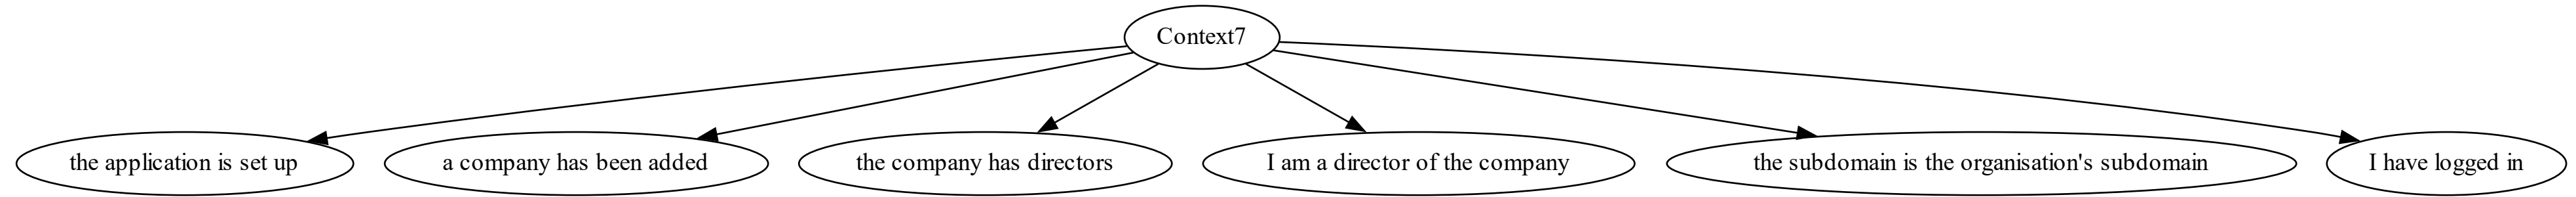 Context7
the application is set up
a company has been added
the company has directors
I am a director of the company
the subdomain is the organisation's subdomain
I have logged in